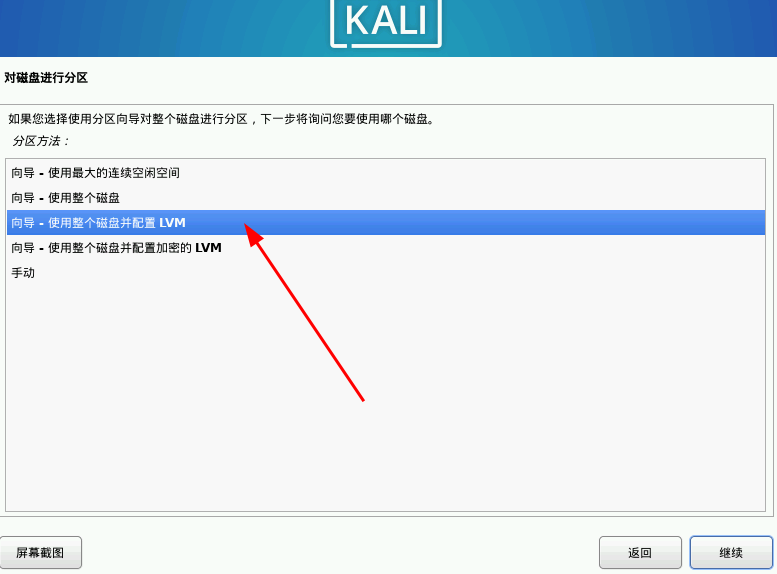 KALI
对磁盘进行分区
如果您选择使用分区向导对整个磁盘进行分区，下一步将询问您要使用哪个磁盘。
分区方法：
向导 - 使用最大的连续空闲空间
向导 - 使用整个磁盘
向导 - 使用整个磁盘并配置 LVM
向导 - 使用整个磁盘并配置加密的 LVM
手动
屏幕截图
返回
继续